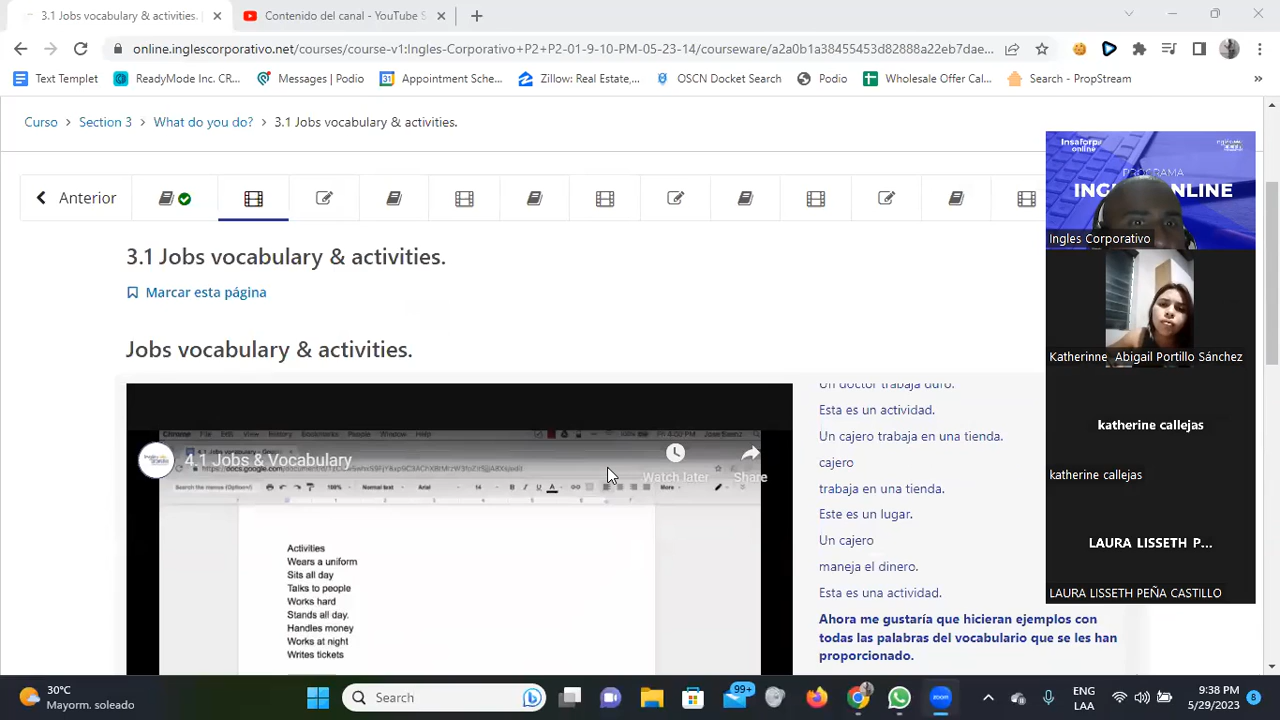 3.1 Jobs vocabulary & activities.
Contenido del canal - YouTube S
online.inglescorporativo.net/courses/course-v1:Ingles-Corporativo+P2+P2-01-9-10-PM-05-23-14/courseware/a2a0b1a38455453d82888a22eb7dae...
Text Templet
ReadyMode Inc. CR...
Messages | Podio
Appointment Sche...
Zillow: Real Estate,...
OSCN Docket Search
Podio
Wholesale Offer Cal...
Search - PropStream
»
Curso > Section 3 > What do you do? > 3.1 Jobs vocabulary & activities.
Anterior
3.1 Jobs vocabulary & activities.
Marcar esta página
Jobs vocabulary & activities.
4.1 Jobs & Vocabulary
Watch later
Share
Activities
Wears a uniform
Sits all day
Talks to people
Works hard
Stands all day.
Handles money
Works at night
Writes tickets
Un doctor trabaja duro.
Esta es un actividad.
Un cajero trabaja en una tienda.
cajero
trabaja en una tienda.
Este es un lugar.
Un cajero
maneja el dinero.
Esta es una actividad.
Ahora me gustaría que hicieran ejemplos con
todas las palabras del vocabulario que se les han
proporcionado.
Insaforp
online
PROGRAMA
INGL ONLINE
Ingles Corporativo
Katherinne Abigail Portillo Sánchez
katherine callejas
katherine callejas
LAURA LISSETH P...
LAURA LISSETH PEÑA CASTILLO
30°C
Mayorm. soleado
Search
99+
ENG
LAA
9:38 PM
5/29/2023
8